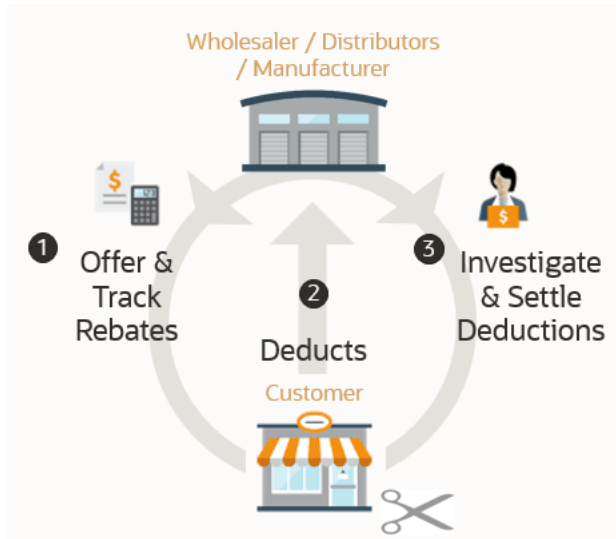 Wholesaler / Distributors
/ Manufacturer
$
1
Offer &
Track
Rebates
2
Deducts
3
$
Investigate
& Settle
Deductions
Customer